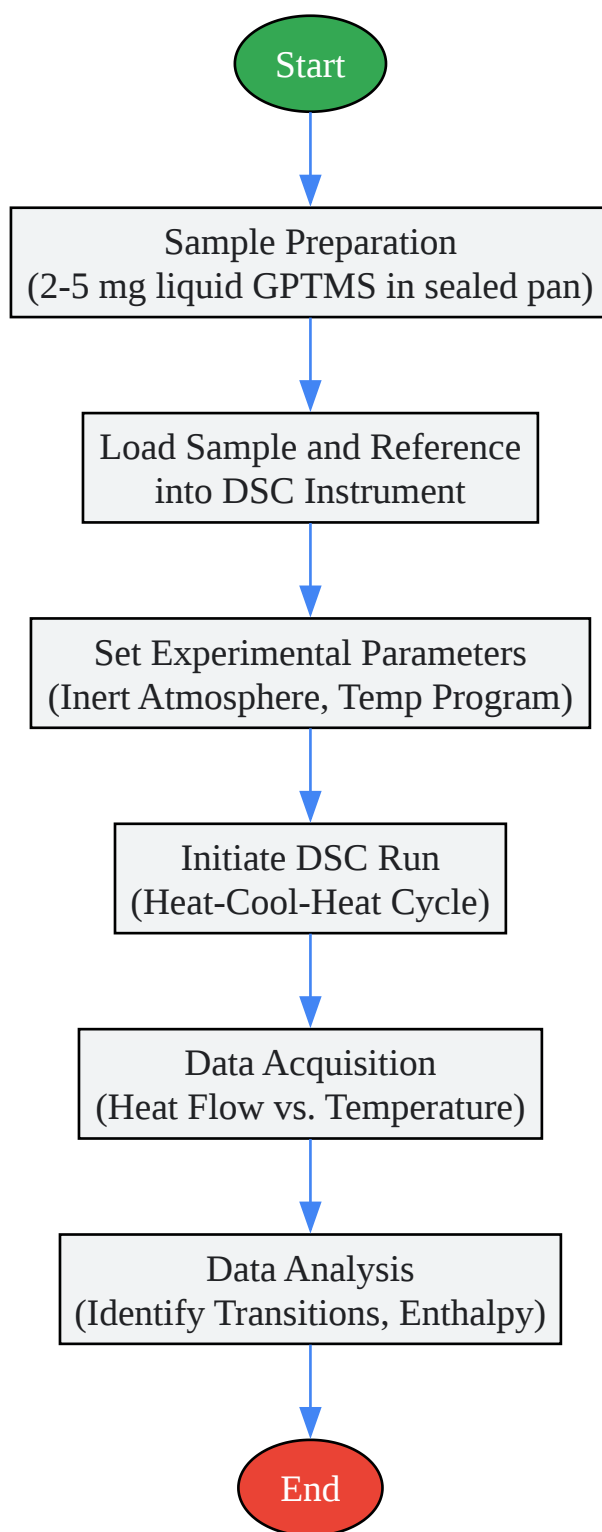 Start
Sample Preparation
(2-5 mg liquid GPTMS in sealed pan)
Load Sample and Reference
into DSC Instrument
Set Experimental Parameters
(Inert Atmosphere, Temp Program)
Initiate DSC Run
(Heat-Cool-Heat Cycle)
Data Acquisition
(Heat Flow vs. Temperature)
Data Analysis
(Identify Transitions, Enthalpy)
End